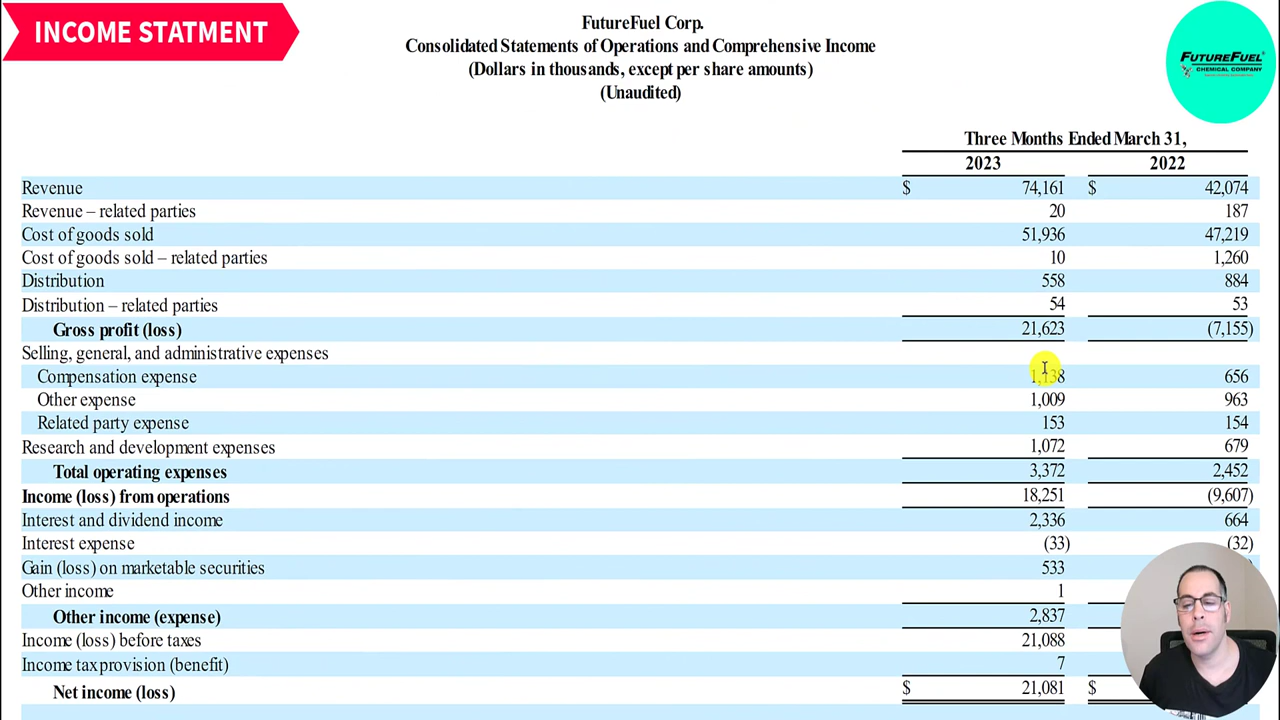 INCOME STATMENT
FutureFuel Corp.
Consolidated Statements of Operations and Comprehensive Income
(Dollars in thousands, except per share amounts)
(Unaudited)
FUTUREFUEL
CHEMICAL COMPANY
Three Months Ended March 31,
2023 2022
Revenue $ 74,161 $ 42,074
Revenue – related parties 20 187
Cost of goods sold 51,936 47,219
Cost of goods sold – related parties 10 1,260
Distribution 558 884
Distribution – related parties 54 53
Gross profit (loss) 21,623 (7,155)
Selling, general, and administrative expenses
Compensation expense 1,138 656
Other expense 1,009 963
Related party expense 153 154
Research and development expenses 1,072 679
Total operating expenses 3,372 2,452
Income (loss) from operations 18,251 (9,607)
Interest and dividend income 2,336 664
Interest expense (33) (32)
Gain (loss) on marketable securities 533
Other income 1
Other income (expense) 2,837
Income (loss) before taxes 21,088
Income tax provision (benefit) 7
Net income (loss) $ 21,081 $